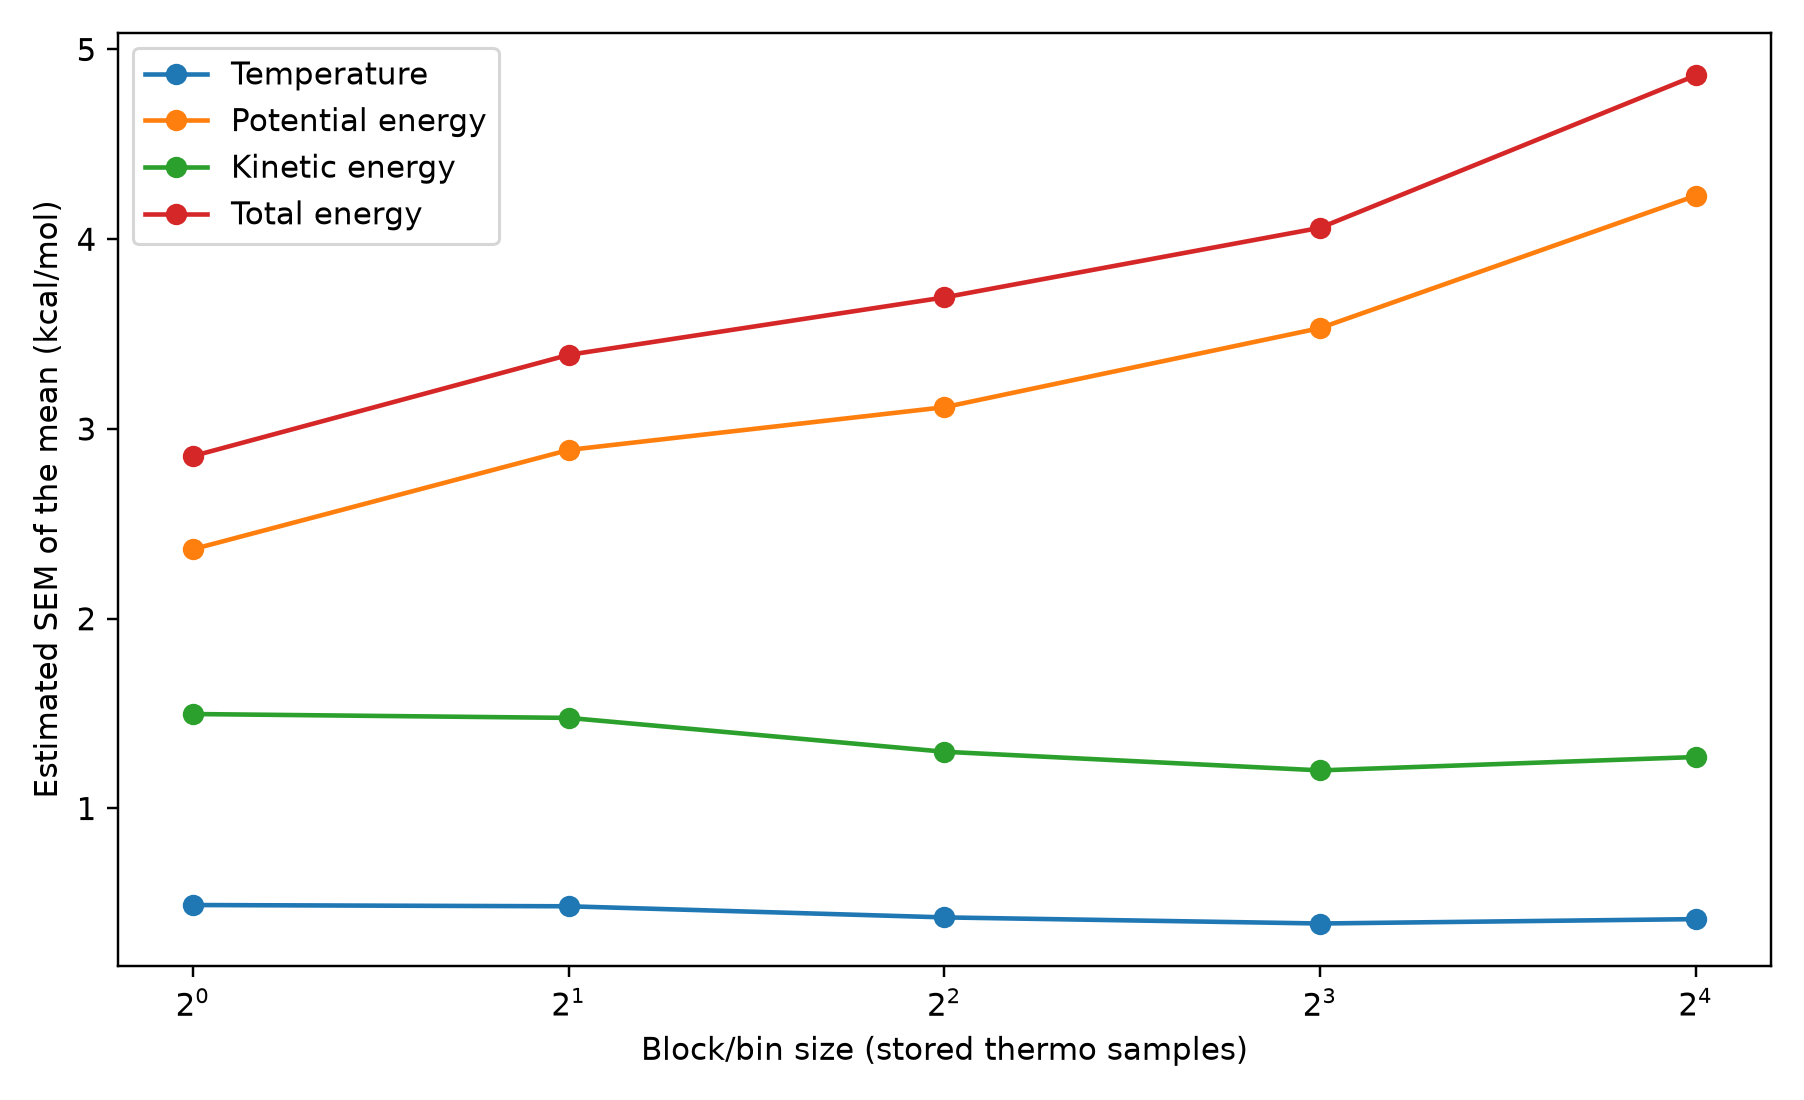 5
4
3
2
1
Estimated SEM of the mean (kcal/mol)
Temperature
Potential energy
Kinetic energy
Total energy
2⁰ 2¹ 2² 2³ 2⁴
Block/bin size (stored thermo samples)